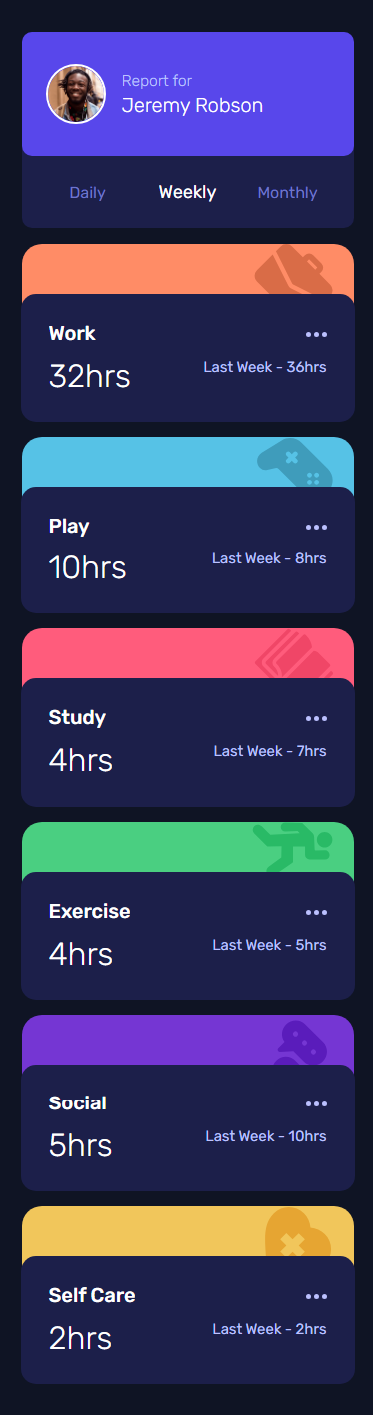 Report for
Jeremy Robson
Daily Weekly Monthly
Work
32hrs Last Week - 36hrs
Play
10hrs Last Week - 8hrs
Study
4hrs Last Week - 7hrs
Exercise
4hrs Last Week - 5hrs
Social
5hrs Last Week - 10hrs
Self Care
2hrs Last Week - 2hrs